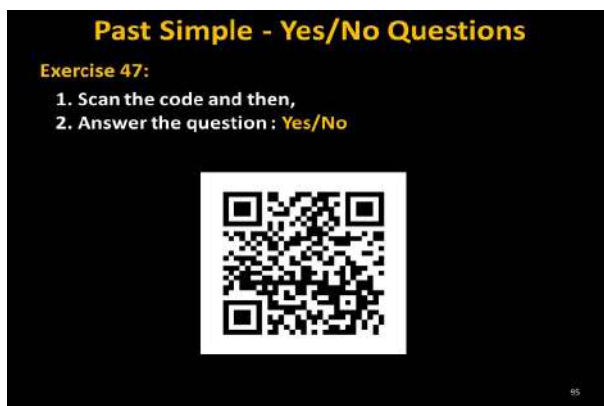 Past Simple - Yes/No Questions
Exercise 47:
1. Scan the code and then,
2. Answer the question : Yes/No
95